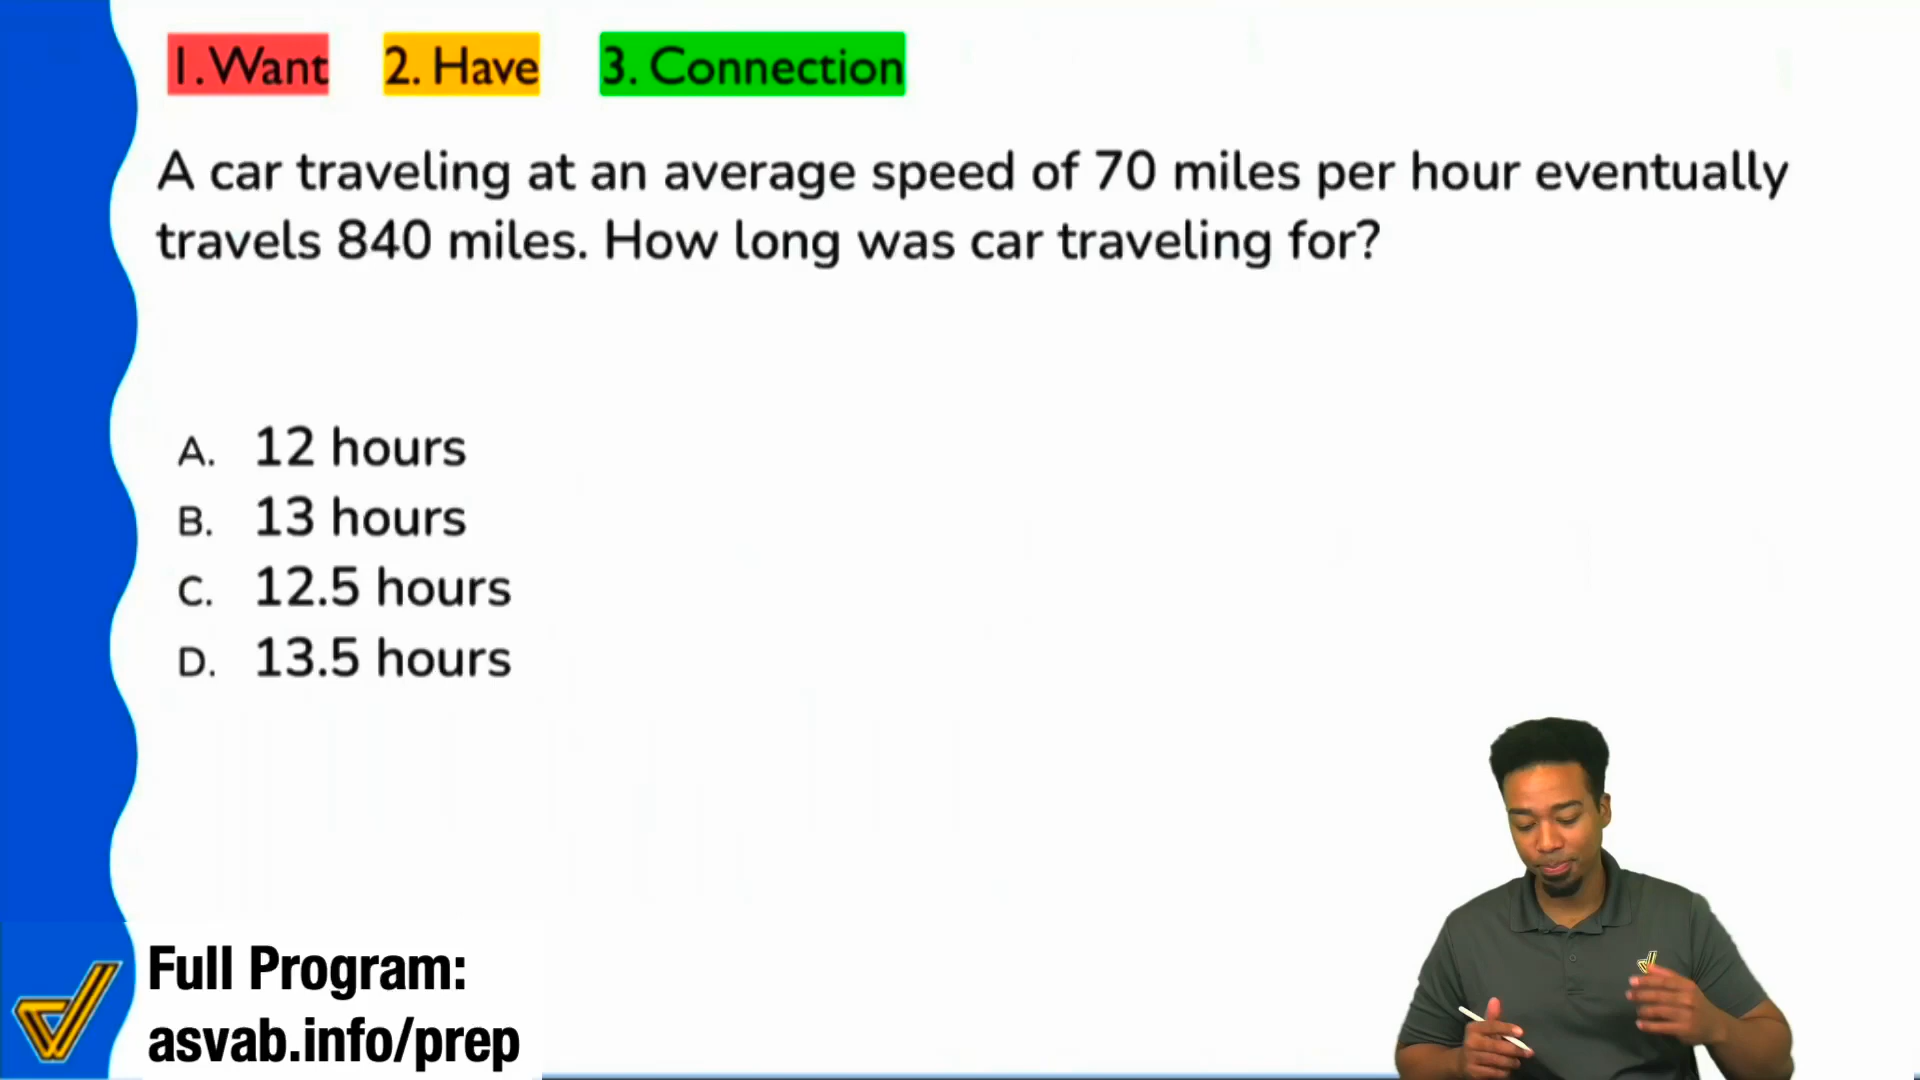 1. Want 2. Have 3. Connection
A car traveling at an average speed of 70 miles per hour eventually
travels 840 miles. How long was car traveling for?
A. 12 hours
B. 13 hours
C. 12.5 hours
D. 13.5 hours
Full Program:
asvab.info/prep